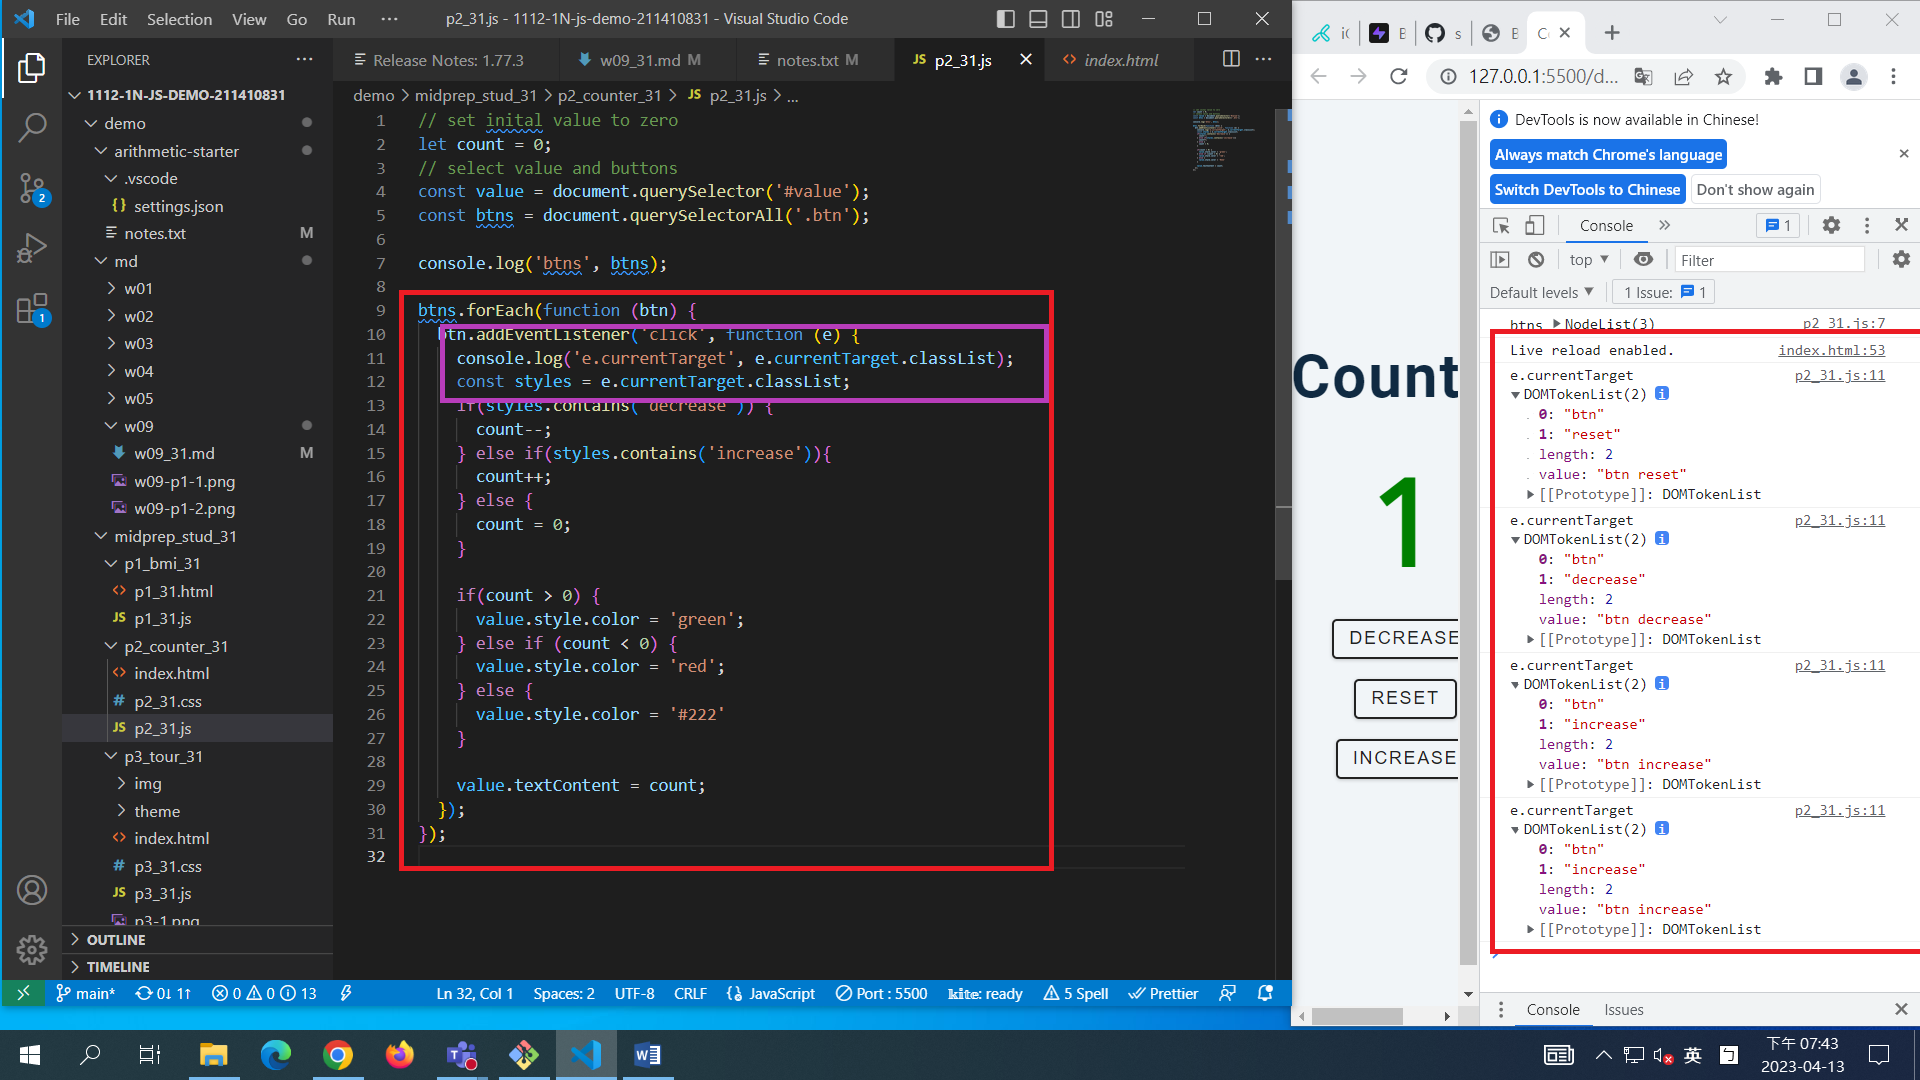 File Edit Selection View Go Run ··· p2_31.js - 1112-1N-js-demo-211410831 - Visual Studio Code
EXPLORER ···
1112-1N-JS-DEMO-211410831
demo
arithmetic-starter
.vscode
{} settings.json
notes.txt M
md
w01
w02
w03
w04
w05
w09
w09_31.md M
w09-p1-1.png
w09-p1-2.png
midprep_stud_31
p1_bmi_31
<> p1_31.html
JS p1_31.js
p2_counter_31
<> index.html
# p2_31.css
JS p2_31.js
p3_tour_31
img
theme
<> index.html
# p3_31.css
JS p3_31.js
p3-1.png
OUTLINE
TIMELINE
2
1
Release Notes: 1.77.3 w09_31.md M notes.txt M JS p2_31.js <> index.html ···
demo > midprep_stud_31 > p2_counter_31 > JS p2_31.js > ...
1 // set inital value to zero
2 let count = 0;
3 // select value and buttons
4 const value = document.querySelector('#value');
5 const btns = document.querySelectorAll('.btn');
6
7 console.log('btns', btns);
8
9 btns.forEach(function (btn) {
10 btn.addEventListener('click', function (e) {
11 console.log('e.currentTarget', e.currentTarget.classList);
12 const styles = e.currentTarget.classList;
13 if(styles.contains('decrease')) {
14 count--;
15 } else if(styles.contains('increase')){
16 count++;
17 } else {
18 count = 0;
19 }
20
21 if(count > 0) {
22 value.style.color = 'green';
23 } else if (count < 0) {
24 value.style.color = 'red';
25 } else {
26 value.style.color = '#222'
27 }
28
29 value.textContent = count;
30 });
31 });
32
main* 0↓ 1↑ 0 0 13 Ln 32, Col 1 Spaces: 2 UTF-8 CRLF JavaScript Port : 5500 kite: ready 5 Spell Prettier
127.0.0.1:5500/d...
Count
1
DECREASE
RESET
INCREASE
DevTools is now available in Chinese!
Always match Chrome's language
Switch DevTools to Chinese Don't show again
Console 1
top Filter
Default levels 1 Issue: 1
btns NodeList(3) p2_31.js:7
Live reload enabled. index.html:53
e.currentTarget p2_31.js:11
DOMTokenList(2)
0: "btn"
1: "reset"
length: 2
value: "btn reset"
[[Prototype]]: DOMTokenList
e.currentTarget p2_31.js:11
DOMTokenList(2)
0: "btn"
1: "decrease"
length: 2
value: "btn decrease"
[[Prototype]]: DOMTokenList
e.currentTarget p2_31.js:11
DOMTokenList(2)
0: "btn"
1: "increase"
length: 2
value: "btn increase"
[[Prototype]]: DOMTokenList
e.currentTarget p2_31.js:11
DOMTokenList(2)
0: "btn"
1: "increase"
length: 2
value: "btn increase"
[[Prototype]]: DOMTokenList
Console Issues
英 ㄅ 下午 07:43
2023-04-13